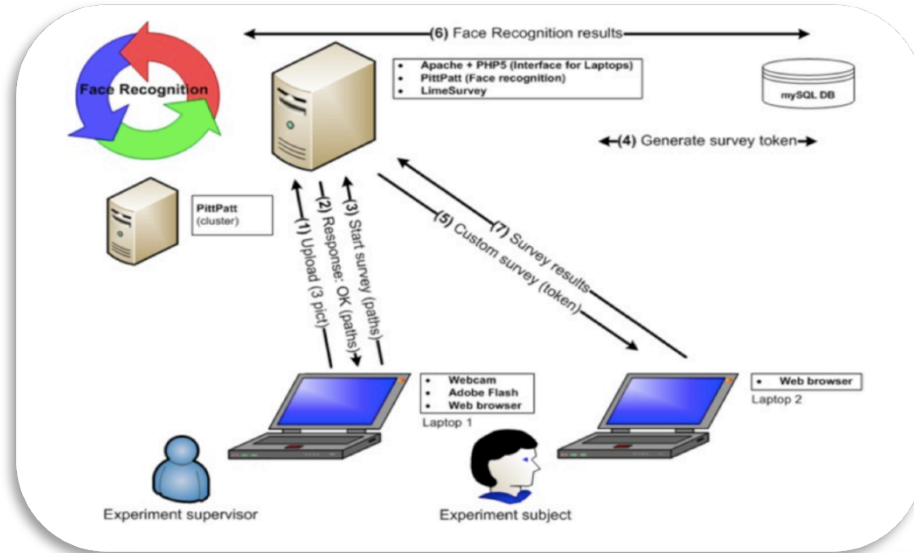 (6) Face Recognition results
Face Recognition
• Apache + PHP5 (Interface for Laptops)
• PittPatt (Face recognition)
• LimeSurvey
mySQL DB
(4) Generate survey token
PittPatt
(cluster)
(1) Upload (3 pict)
(2) Response: OK (paths)
(3) Start survey (paths)
(5) Custom survey (token)
(7) Survey results
• Webcam
• Adobe Flash
• Web browser
Laptop 1
• Web browser
Laptop 2
Experiment supervisor
Experiment subject